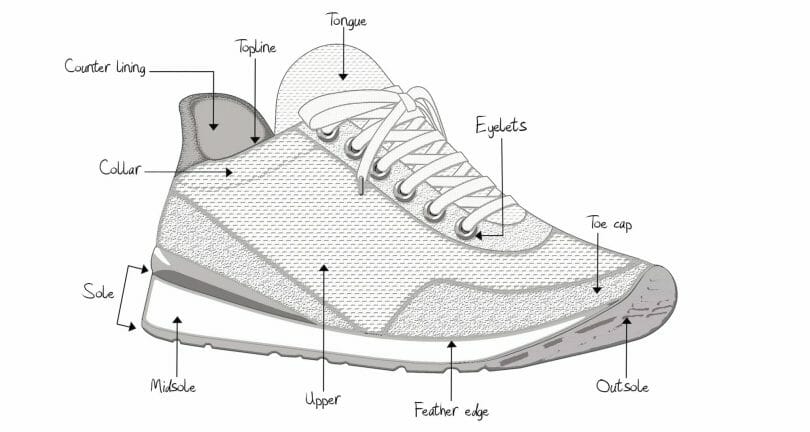 Tongue
Topline
Counter lining
Eyelets
Collar
Toe cap
Sole
Midsole
Upper
Feather edge
Outsole